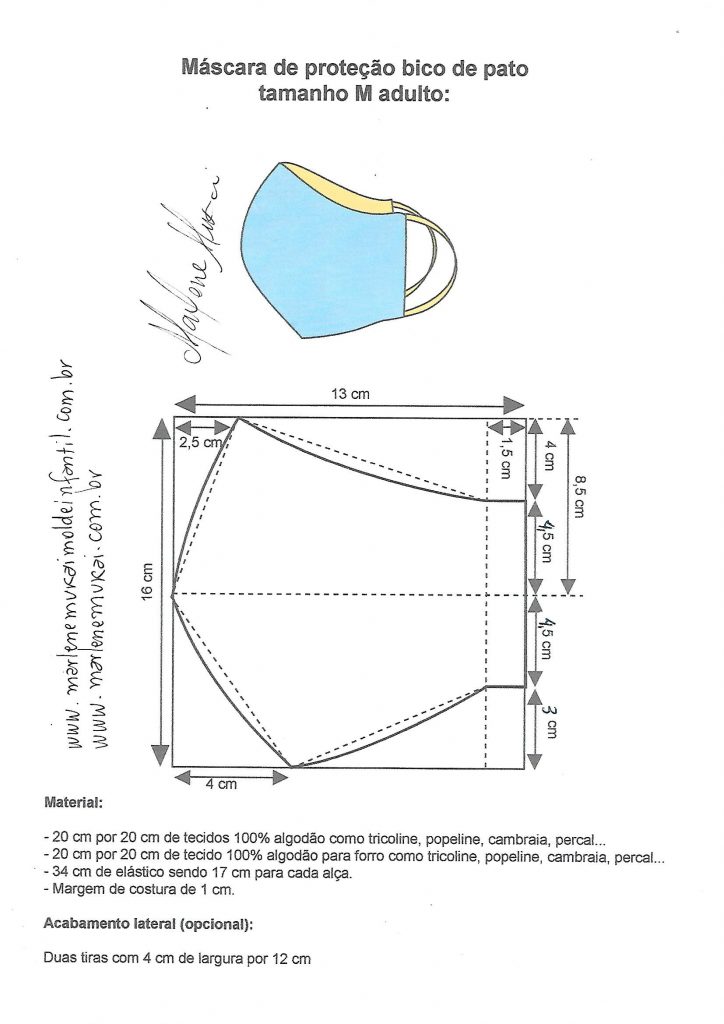 Máscara de proteção bico de pato
tamanho M adulto:
Marlene Mukai
www.marlenemukaimoldeinfantil.com.br
www.marlenemukai.com.br
13 cm
2,5 cm
1,5 cm
4 cm
8,5 cm
4,5 cm
16 cm
4,5 cm
3 cm
4 cm
Material:
- 20 cm por 20 cm de tecidos 100% algodão como tricoline, popeline, cambraia, percal...
- 20 cm por 20 cm de tecido 100% algodão para forro como tricoline, popeline, cambraia, percal...
- 34 cm de elástico sendo 17 cm para cada alça.
- Margem de costura de 1 cm.
Acabamento lateral (opcional):
Duas tiras com 4 cm de largura por 12 cm